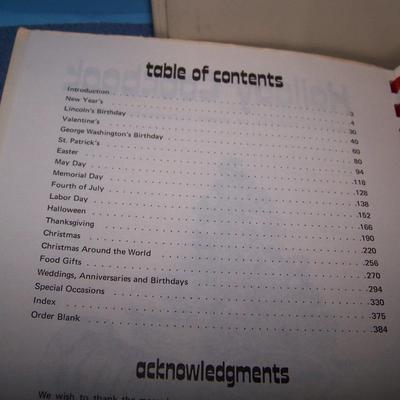 table of contents
Introduction . . . 3
New Year's . . . 4
Lincoln's Birthday . . . 30
Valentine's . . . 40
George Washington's Birthday . . . 60
St. Patrick's . . . 80
Easter . . . 94
May Day . . . 118
Memorial Day . . . 128
Fourth of July . . . 138
Labor Day . . . 152
Halloween . . . 166
Thanksgiving . . . 190
Christmas . . . 220
Christmas Around the World . . . 256
Food Gifts . . . 270
Weddings, Anniversaries and Birthdays . . . 294
Special Occasions . . . 330
Index . . . 375
Order Blank . . . 384
acknowledgments
We wish to thank the